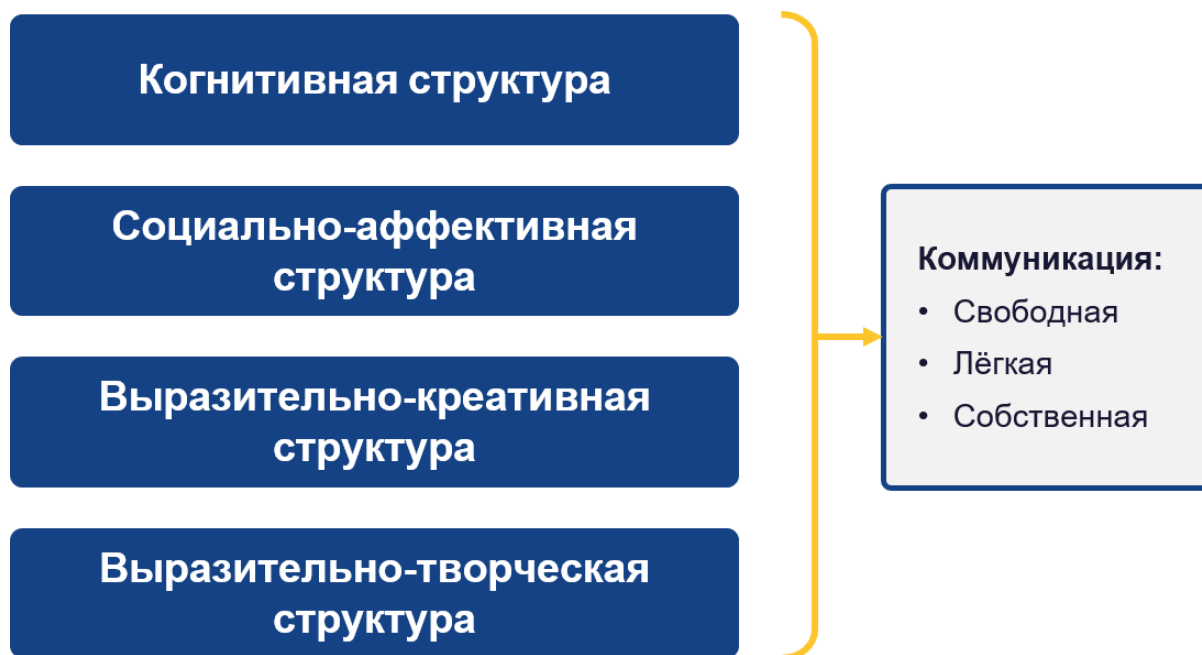 Когнитивная структура
Социально-аффективная
структура
Выразительно-креативная
структура
Выразительно-творческая
структура
Коммуникация:
• Свободная
• Лёгкая
• Собственная